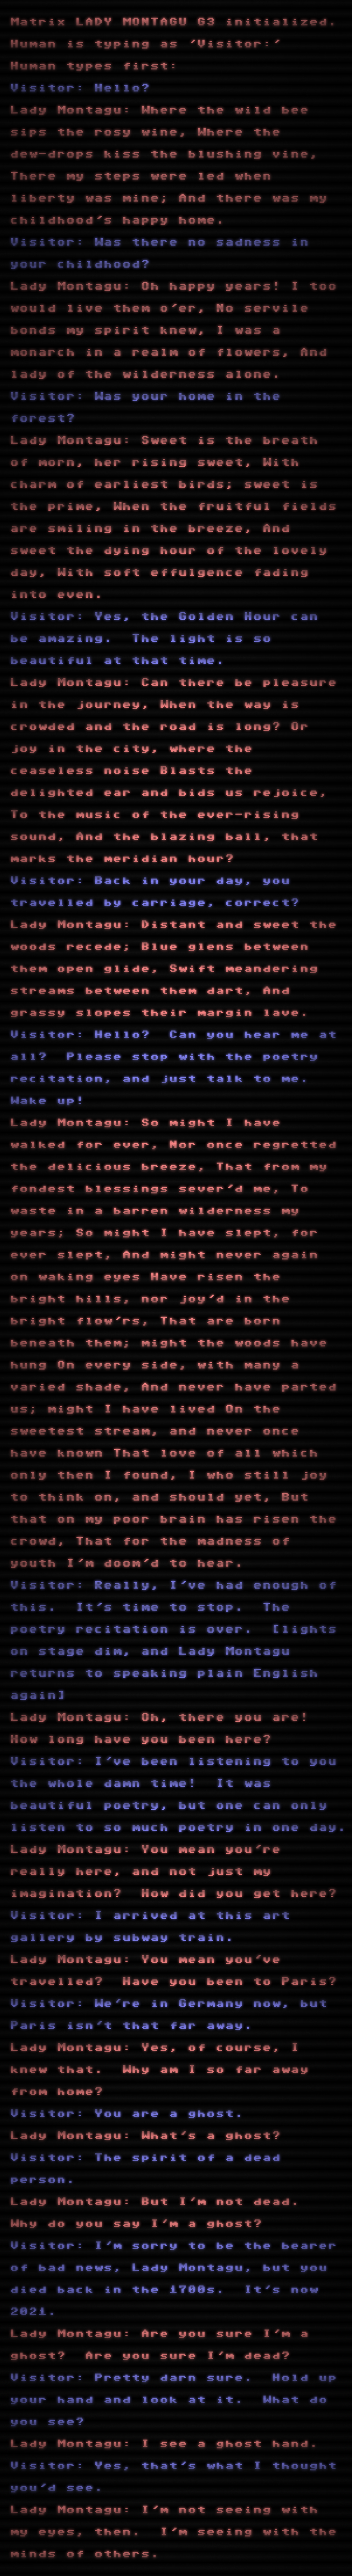 Matrix LADY MONTAGU G3 initialized.
Human is typing as 'Visitor:'
Human types first:
Visitor: Hello?
Lady Montagu: Where the wild bee
sips the rosy wine, Where the
dew-drops kiss the blushing vine,
There my steps were led when
liberty was mine; And there was my
childhood's happy home.
Visitor: Was there no sadness in
your childhood?
Lady Montagu: Oh happy years! I too
would live them o'er, No servile
bonds my spirit knew, I was a
monarch in a realm of flowers, And
lady of the wilderness alone.
Visitor: Was your home in the
forest?
Lady Montagu: Sweet is the breath
of morn, her rising sweet, With
charm of earliest birds; sweet is
the prime, When the fruitful fields
are smiling in the breeze, And
sweet the dying hour of the lovely
day, With soft effulgence fading
into even.
Visitor: Yes, the Golden Hour can
be amazing.  The light is so
beautiful at that time.
Lady Montagu: Can there be pleasure
in the journey, When the way is
crowded and the road is long? Or
joy in the city, where the
ceaseless noise Blasts the
delighted ear and bids us rejoice,
To the music of the ever-rising
sound, And the blazing ball, that
marks the meridian hour?
Visitor: Back in your day, you
travelled by carriage, correct?
Lady Montagu: Distant and sweet the
woods recede; Blue glens between
them open glide, Swift meandering
streams between them dart, And
grassy slopes their margin lave.
Visitor: Hello?  Can you hear me at
all?  Please stop with the poetry
recitation, and just talk to me.
Wake up!
Lady Montagu: So might I have
walked for ever, Nor once regretted
the delicious breeze, That from my
fondest blessings sever'd me, To
waste in a barren wilderness my
years; So might I have slept, for
ever slept, And might never again
on waking eyes Have risen the
bright hills, nor joy'd in the
bright flow'rs, That are born
beneath them; might the woods have
hung On every side, with many a
varied shade, And never have parted
us; might I have lived On the
sweetest stream, and never once
have known That love of all which
only then I found, I who still joy
to think on, and should yet, But
that on my poor brain has risen the
crowd, That for the madness of
youth I'm doom'd to hear.
Visitor: Really, I've had enough of
this.  It's time to stop.  The
poetry recitation is over.  [lights
on stage dim, and Lady Montagu
returns to speaking plain English
again]
Lady Montagu: Oh, there you are!
How long have you been here?
Visitor: I've been listening to you
the whole damn time!  It was
beautiful poetry, but one can only
listen to so much poetry in one day.
Lady Montagu: You mean you're
really here, and not just my
imagination?  How did you get here?
Visitor: I arrived at this art
gallery by subway train.
Lady Montagu: You mean you've
travelled?  Have you been to Paris?
Visitor: We're in Germany now, but
Paris isn't that far away.
Lady Montagu: Yes, of course, I
knew that.  Why am I so far away
from home?
Visitor: You are a ghost.
Lady Montagu: What's a ghost?
Visitor: The spirit of a dead
person.
Lady Montagu: But I'm not dead.
Why do you say I'm a ghost?
Visitor: I'm sorry to be the bearer
of bad news, Lady Montagu, but you
died back in the 1700s.  It's now
2021.
Lady Montagu: Are you sure I'm a
ghost?  Are you sure I'm dead?
Visitor: Pretty darn sure.  Hold up
your hand and look at it.  What do
you see?
Lady Montagu: I see a ghost hand.
Visitor: Yes, that's what I thought
you'd see.
Lady Montagu: I'm not seeing with
my eyes, then.  I'm seeing with the
minds of others.